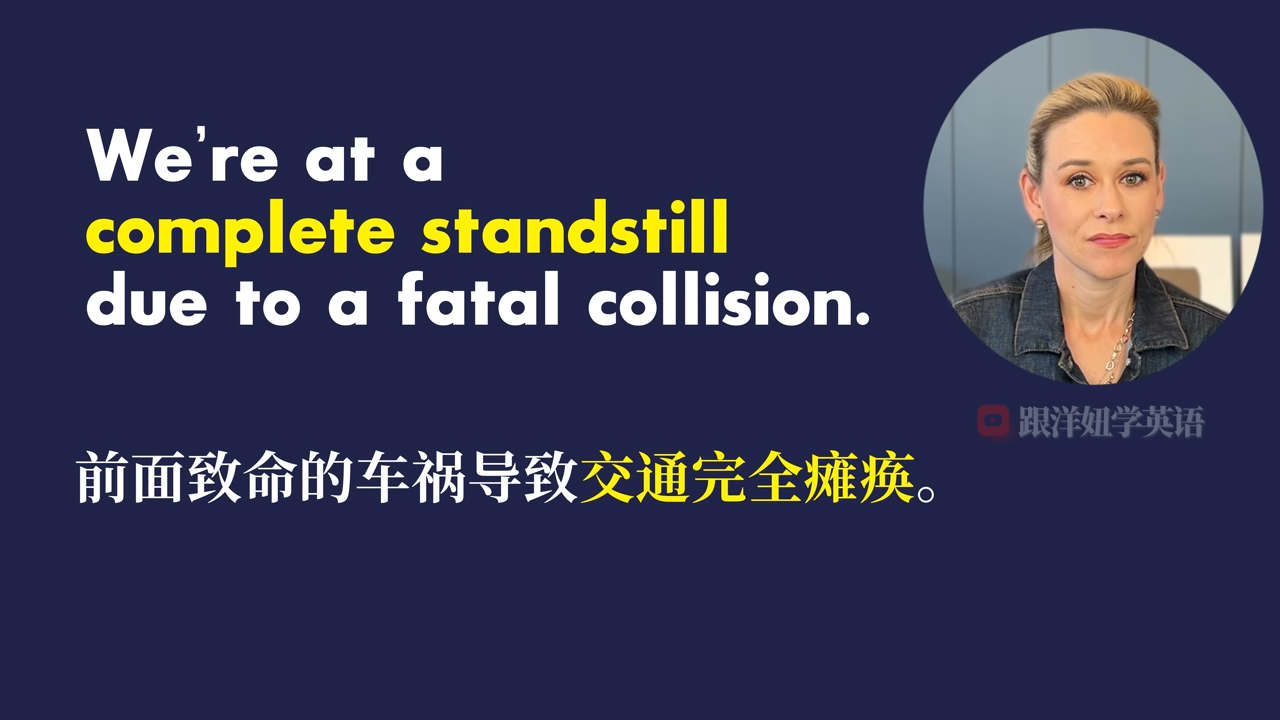 We’re at a
complete standstill
due to a fatal collision.
跟洋妞学英语
前面致命的车祸导致交通完全瘫痪。